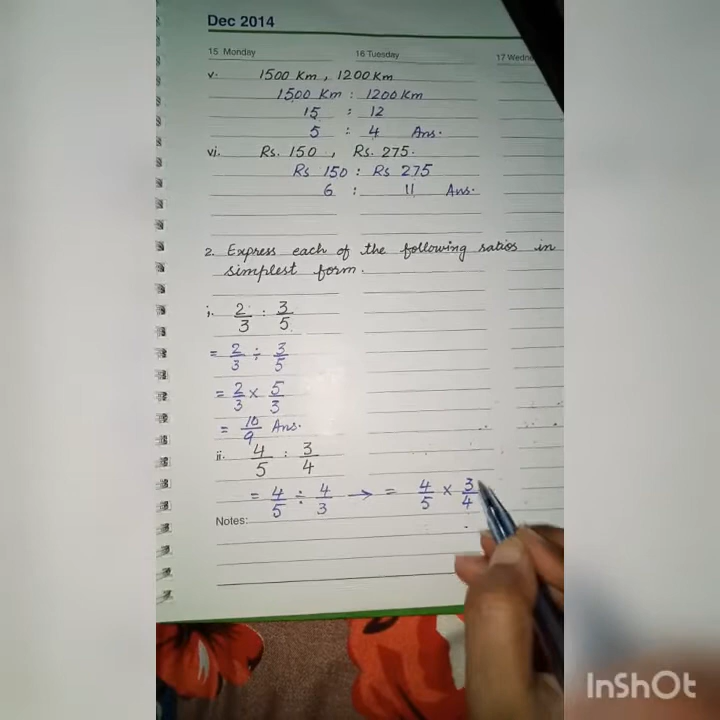 Dec 2014
15 Monday 16 Tuesday 17 Wedne
v. 1500 Km , 1200 Km
1500 Km : 1200 Km
15 : 12
5 : 4 Ans.
vi. Rs. 150 , Rs. 275.
Rs 150 : Rs 275
6 : 11 Ans.
2. Express each of the following ratios in
simplest form.
i. 2/3 : 3/5
= 2/3 ÷ 3/5
= 2/3 × 5/3
= 10/9 Ans.
ii. 4/5 : 3/4
= 4/5 ÷ 4/3 → = 4/5 × 3/4
Notes:
InShOt